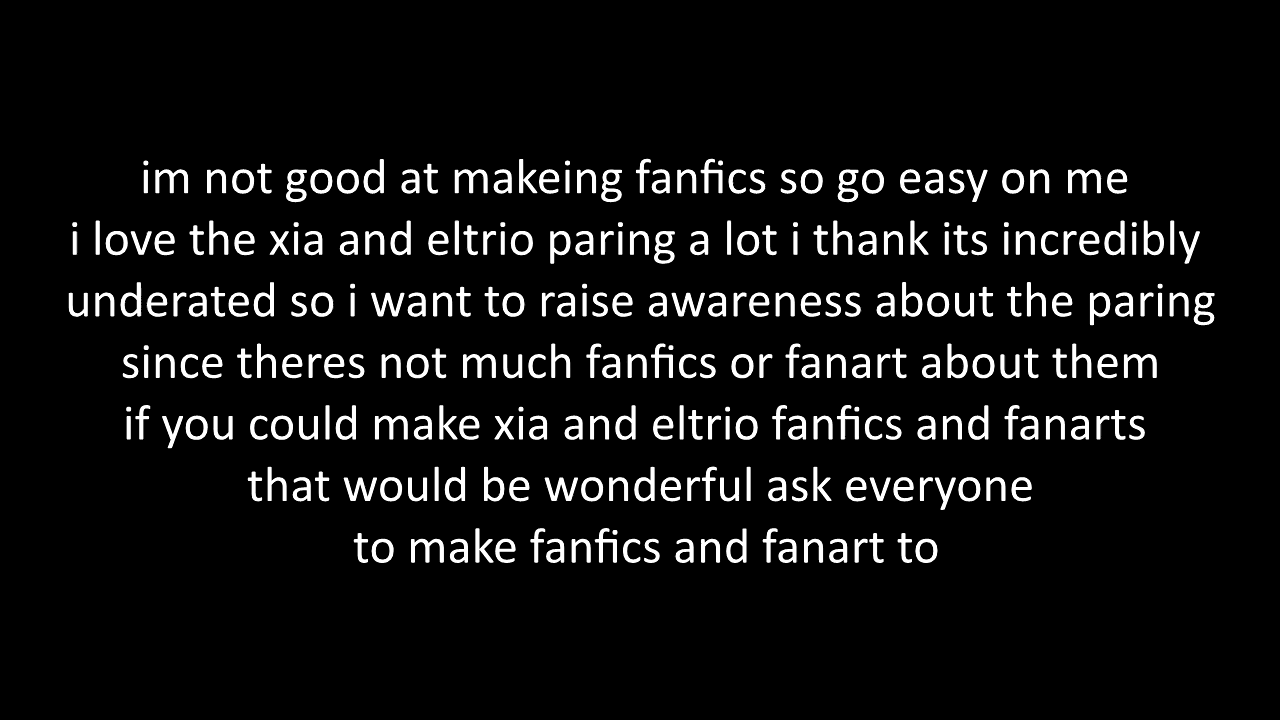 im not good at makeing fanfics so go easy on me
i love the xia and eltrio paring a lot i thank its incredibly
underated so i want to raise awareness about the paring
since theres not much fanfics or fanart about them
if you could make xia and eltrio fanfics and fanarts
that would be wonderful ask everyone
to make fanfics and fanart to